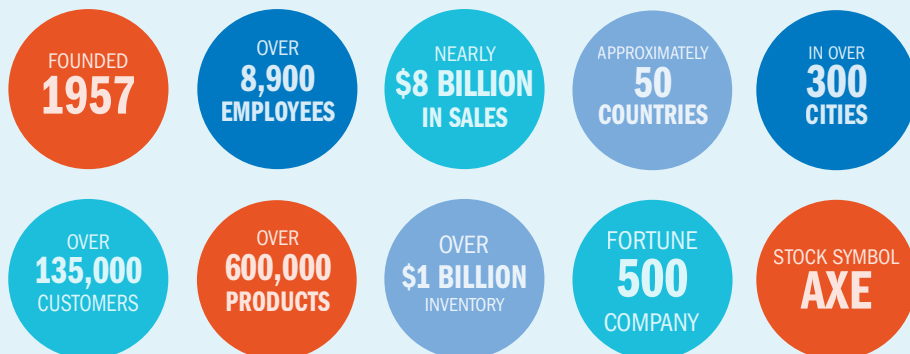 FOUNDED
1957
OVER
8,900
EMPLOYEES
NEARLY
$8 BILLION
IN SALES
APPROXIMATELY
50
COUNTRIES
IN OVER
300
CITIES
OVER
135,000
CUSTOMERS
OVER
600,000
PRODUCTS
OVER
$1 BILLION
INVENTORY
FORTUNE
500
COMPANY
STOCK SYMBOL
AXE